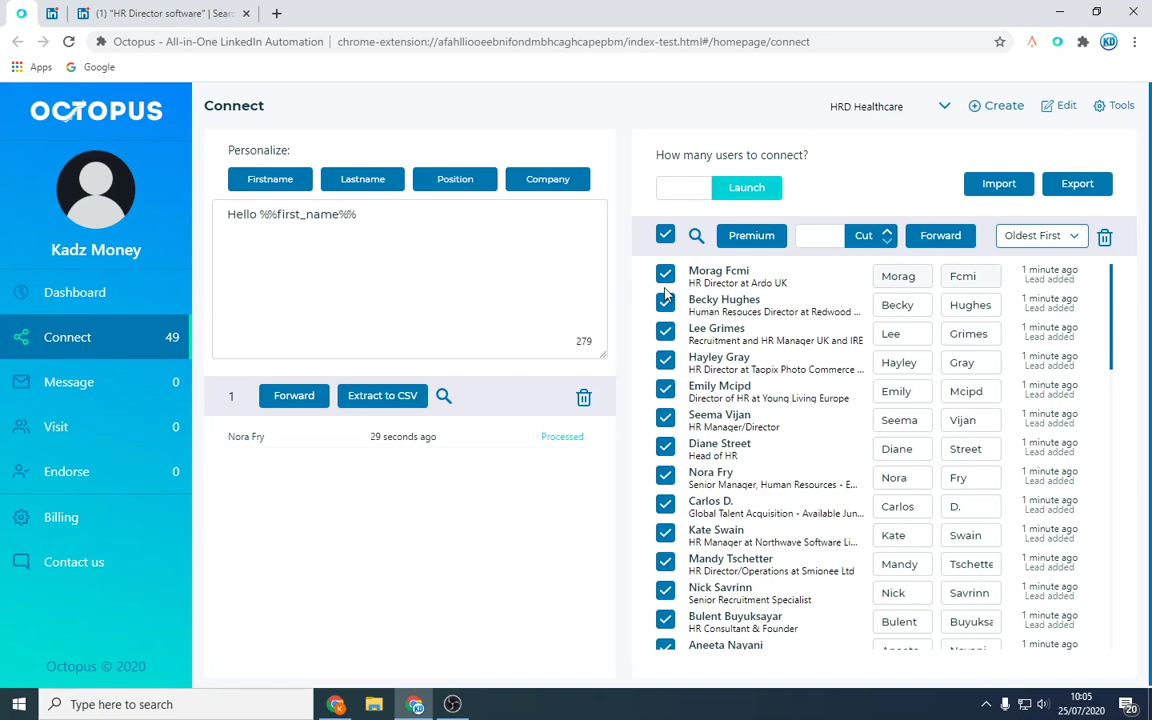 (1) "HR Director software" | Sear
Octopus - All-in-One LinkedIn Automation
chrome-extension://afahlliooeebnifondmbhcaghcapepbm/index-test.html#/homepage/connect
KD
Apps
Google
OCTOPUS
Kadz Money
Dashboard
Connect 49
Message 0
Visit 0
Endorse 0
Billing
Contact us
Octopus © 2020
Connect
HRD Healthcare
Create
Edit
Tools
Personalize:
Firstname
Lastname
Position
Company
Hello %%first_name%%
279
1
Forward
Extract to CSV
Nora Fry 29 seconds ago Processed
How many users to connect?
Launch
Import
Export
Premium
Cut
Forward
Oldest First
Morag Fcmi Morag Fcmi 1 minute ago
HR Director at Ardo UK Lead added
Becky Hughes Becky Hughes 1 minute ago
Human Resouces Director at Redwood ... Lead added
Lee Grimes Lee Grimes 1 minute ago
Recruitment and HR Manager UK and IRE Lead added
Hayley Gray Hayley Gray 1 minute ago
HR Director at Taopix Photo Commerce ... Lead added
Emily Mcipd Emily Mcipd 1 minute ago
Director of HR at Young Living Europe Lead added
Seema Vijan Seema Vijan 1 minute ago
HR Manager/Director Lead added
Diane Street Diane Street 1 minute ago
Head of HR Lead added
Nora Fry Nora Fry 1 minute ago
Senior Manager, Human Resources - E... Lead added
Carlos D. Carlos D. 1 minute ago
Global Talent Acquisition - Available Jun... Lead added
Kate Swain Kate Swain 1 minute ago
HR Manager at Northwave Software Li... Lead added
Mandy Tschetter Mandy Tschette 1 minute ago
HR Director/Operations at Smionee Ltd Lead added
Nick Savrinn Nick Savrinn 1 minute ago
Senior Recruitment Specialist Lead added
Bulent Buyuksayar Bulent Buyuksa 1 minute ago
HR Consultant & Founder Lead added
Aneeta Nayani 1 minute ago
Type here to search
10:05
25/07/2020
20